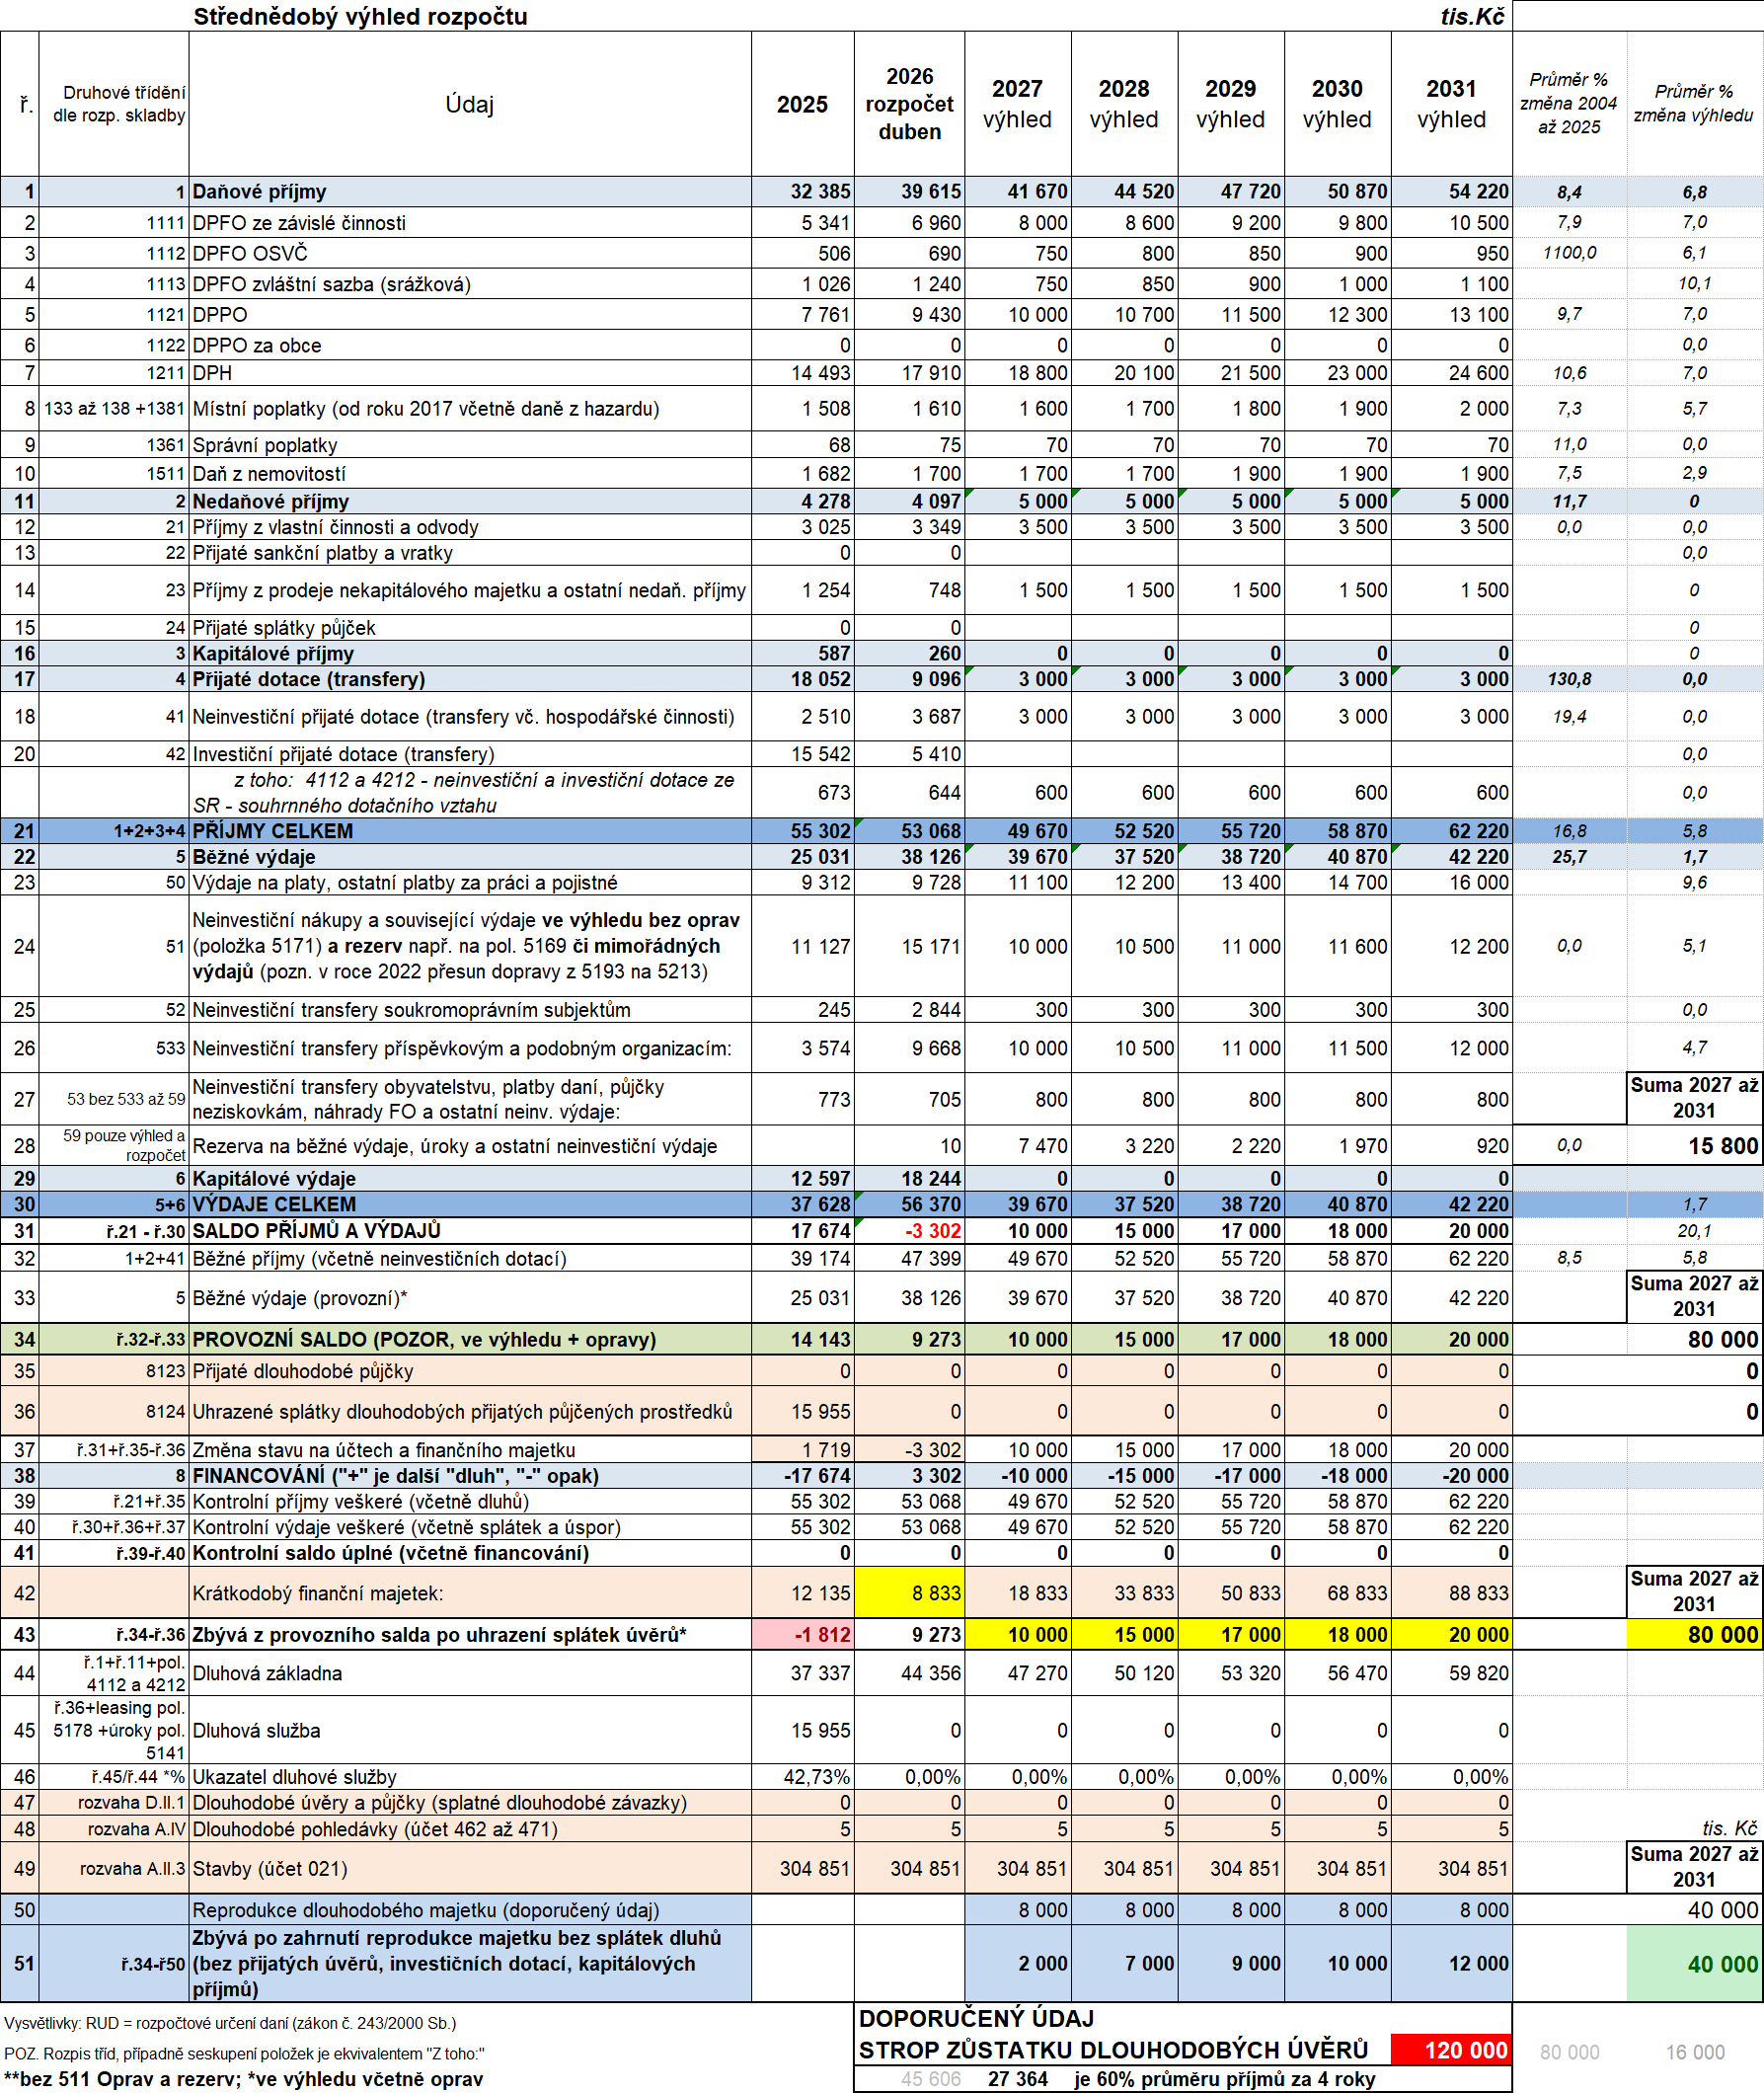 Střednědobý výhled rozpočtu tis.Kč
ř. Druhové třídění dle rozp. skladby Údaj 2025 2026 rozpočet duben 2027 výhled 2028 výhled 2029 výhled 2030 výhled 2031 výhled Průměr % změna 2004 až 2025 Průměr % změna výhledu
1 1 Daňové příjmy 32 385 39 615 41 670 44 520 47 720 50 870 54 220 8,4 6,8
2 1111 DPFO ze závislé činnosti 5 341 6 960 8 000 8 600 9 200 9 800 10 500 7,9 7,0
3 1112 DPFO OSVČ 506 690 750 800 850 900 950 1100,0 6,1
4 1113 DPFO zvláštní sazba (srážková) 1 026 1 240 750 850 900 1 000 1 100 10,1
5 1121 DPPO 7 761 9 430 10 000 10 700 11 500 12 300 13 100 9,7 7,0
6 1122 DPPO za obce 0 0 0 0 0 0 0 0,0
7 1211 DPH 14 493 17 910 18 800 20 100 21 500 23 000 24 600 10,6 7,0
8 133 až 138 +1381 Místní poplatky (od roku 2017 včetně daně z hazardu) 1 508 1 610 1 600 1 700 1 800 1 900 2 000 7,3 5,7
9 1361 Správní poplatky 68 75 70 70 70 70 70 11,0 0,0
10 1511 Daň z nemovitostí 1 682 1 700 1 700 1 700 1 900 1 900 1 900 7,5 2,9
11 2 Nedaňové příjmy 4 278 4 097 5 000 5 000 5 000 5 000 5 000 11,7 0
12 21 Příjmy z vlastní činnosti a odvody 3 025 3 349 3 500 3 500 3 500 3 500 3 500 0,0 0,0
13 22 Přijaté sankční platby a vratky 0 0 0,0
14 23 Příjmy z prodeje nekapitálového majetku a ostatní nedaň. příjmy 1 254 748 1 500 1 500 1 500 1 500 1 500 0
15 24 Přijaté splátky půjček 0 0 0
16 3 Kapitálové příjmy 587 260 0 0 0 0 0 0
17 4 Přijaté dotace (transfery) 18 052 9 096 3 000 3 000 3 000 3 000 3 000 130,8 0,0
18 41 Neinvestiční přijaté dotace (transfery vč. hospodářské činnosti) 2 510 3 687 3 000 3 000 3 000 3 000 3 000 19,4 0,0
20 42 Investiční přijaté dotace (transfery) 15 542 5 410 0,0
z toho: 4112 a 4212 - neinvestiční a investiční dotace ze
SR - souhrnného dotačního vztahu 673 644 600 600 600 600 600 0,0
21 1+2+3+4 PŘÍJMY CELKEM 55 302 53 068 49 670 52 520 55 720 58 870 62 220 16,8 5,8
22 5 Běžné výdaje 25 031 38 126 39 670 37 520 38 720 40 870 42 220 25,7 1,7
23 50 Výdaje na platy, ostatní platby za práci a pojistné 9 312 9 728 11 100 12 200 13 400 14 700 16 000 9,6
Neinvestiční nákupy a související výdaje ve výhledu bez oprav
24 51 (položka 5171) a rezerv např. na pol. 5169 či mimořádných 11 127 15 171 10 000 10 500 11 000 11 600 12 200 0,0 5,1
výdajů (pozn. v roce 2022 přesun dopravy z 5193 na 5213)
25 52 Neinvestiční transfery soukromoprávním subjektům 245 2 844 300 300 300 300 300 0,0
26 533 Neinvestiční transfery příspěvkovým a podobným organizacím: 3 574 9 668 10 000 10 500 11 000 11 500 12 000 4,7
27 53 bez 533 až 59 Neinvestiční transfery obyvatelstvu, platby daní, půjčky
neziskovkám, náhrady FO a ostatní neinv. výdaje: 773 705 800 800 800 800 800 Suma 2027 až 2031
28 59 pouze výhled a rozpočet Rezerva na běžné výdaje, úroky a ostatní neinvestiční výdaje 10 7 470 3 220 2 220 1 970 920 0,0 15 800
29 6 Kapitálové výdaje 12 597 18 244 0 0 0 0 0
30 5+6 VÝDAJE CELKEM 37 628 56 370 39 670 37 520 38 720 40 870 42 220 1,7
31 ř.21 - ř.30 SALDO PŘÍJMŮ A VÝDAJŮ 17 674 -3 302 10 000 15 000 17 000 18 000 20 000 20,1
32 1+2+41 Běžné příjmy (včetně neinvestičních dotací) 39 174 47 399 49 670 52 520 55 720 58 870 62 220 8,5 5,8
33 5 Běžné výdaje (provozní)* 25 031 38 126 39 670 37 520 38 720 40 870 42 220 Suma 2027 až 2031
34 ř.32-ř.33 PROVOZNÍ SALDO (POZOR, ve výhledu + opravy) 14 143 9 273 10 000 15 000 17 000 18 000 20 000 80 000
35 8123 Přijaté dlouhodobé půjčky 0 0 0 0 0 0 0 0
36 8124 Uhrazené splátky dlouhodobých přijatých půjčených prostředků 15 955 0 0 0 0 0 0 0
37 ř.31+ř.35-ř.36 Změna stavu na účtech a finančního majetku 1 719 -3 302 10 000 15 000 17 000 18 000 20 000
38 8 FINANCOVÁNÍ ("+" je další "dluh", "-" opak) -17 674 3 302 -10 000 -15 000 -17 000 -18 000 -20 000
39 ř.21+ř.35 Kontrolní příjmy veškeré (včetně dluhů) 55 302 53 068 49 670 52 520 55 720 58 870 62 220
40 ř.30+ř.36+ř.37 Kontrolní výdaje veškeré (včetně splátek a úspor) 55 302 53 068 49 670 52 520 55 720 58 870 62 220
41 ř.39-ř.40 Kontrolní saldo úplné (včetně financování) 0 0 0 0 0 0 0
42 Krátkodobý finanční majetek: 12 135 8 833 18 833 33 833 50 833 68 833 88 833 Suma 2027 až 2031
43 ř.34-ř.36 Zbývá z provozního salda po uhrazení splátek úvěrů* -1 812 9 273 10 000 15 000 17 000 18 000 20 000 80 000
44 ř.1+ř.11+pol. 4112 a 4212 Dluhová základna 37 337 44 356 47 270 50 120 53 320 56 470 59 820
45 ř.36+leasing pol. 5178 +úroky pol. 5141 Dluhová služba 15 955 0 0 0 0 0 0
46 ř.45/ř.44 *% Ukazatel dluhové služby 42,73% 0,00% 0,00% 0,00% 0,00% 0,00% 0,00%
47 rozvaha D.II.1 Dlouhodobé úvěry a půjčky (splatné dlouhodobé závazky) 0 0 0 0 0 0 0
48 rozvaha A.IV Dlouhodobé pohledávky (účet 462 až 471) 5 5 5 5 5 5 5 tis. Kč
49 rozvaha A.II.3 Stavby (účet 021) 304 851 304 851 304 851 304 851 304 851 304 851 304 851 Suma 2027 až 2031
50 Reprodukce dlouhodobého majetku (doporučený údaj) 8 000 8 000 8 000 8 000 8 000 40 000
Zbývá po zahrnutí reprodukce majetku bez splátek dluhů
51 ř.34-ř50 (bez přijatých úvěrů, investičních dotací, kapitálových 2 000 7 000 9 000 10 000 12 000 40 000
příjmů)
Vysvětlivky: RUD = rozpočtové určení daní (zákon č. 243/2000 Sb.) DOPORUČENÝ ÚDAJ
POZ. Rozpis tříd, případně seskupení položek je ekvivalentem "Z toho:" STROP ZŮSTATKU DLOUHODOBÝCH ÚVĚRŮ 120 000 80 000 16 000
**bez 511 Oprav a rezerv; *ve výhledu včetně oprav 45 606 27 364 je 60% průměru příjmů za 4 roky